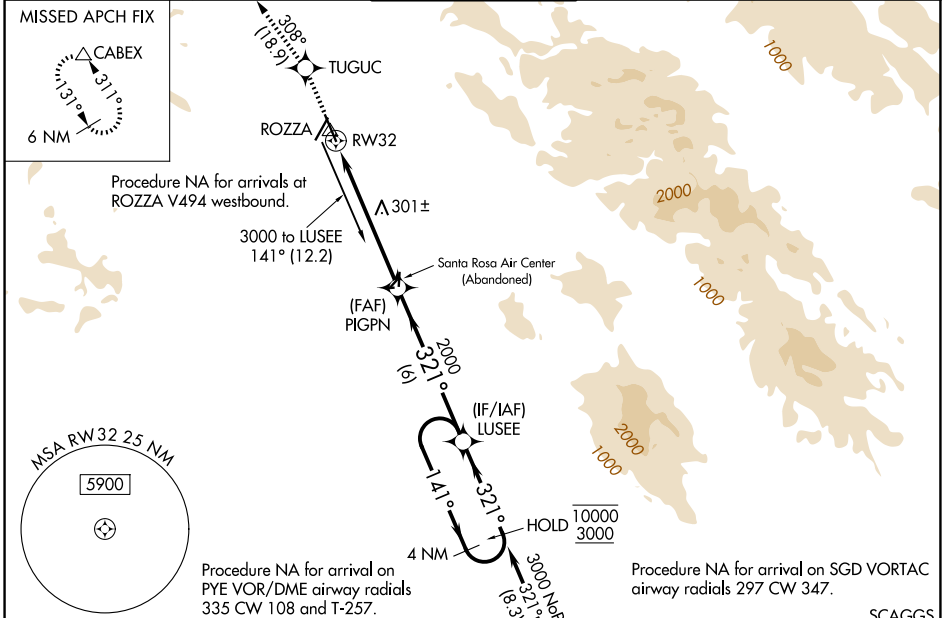 MISSED APCH FIX
CABEX
311°
131°
6 NM
308°
(18.9)
TUGUC
ROZZA
RW32
Procedure NA for arrivals at
ROZZA V494 westbound.
3000 to LUSEE
141° (12.2)
301±
Santa Rosa Air Center
(Abandoned)
(FAF)
PIGPN
2000
321°
(6)
(IF/IAF)
LUSEE
141°
321°
HOLD
10000
3000
4 NM
3000
321°
1000
2000
1000
2000
1000
MSA RW32 25 NM
5900
Procedure NA for arrival on
PYE VOR/DME airway radials
335 CW 108 and T-257.
Procedure NA for arrival on SGD VORTAC
airway radials 297 CW 347.
SCAGGS